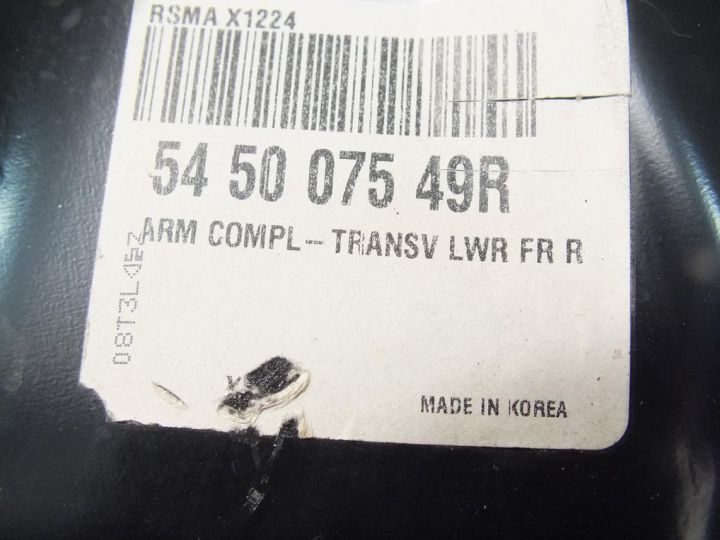 RSMA X1224
54 50 075 49R
ARM COMPL-TRANSV LWR FR R
MADE IN KOREA